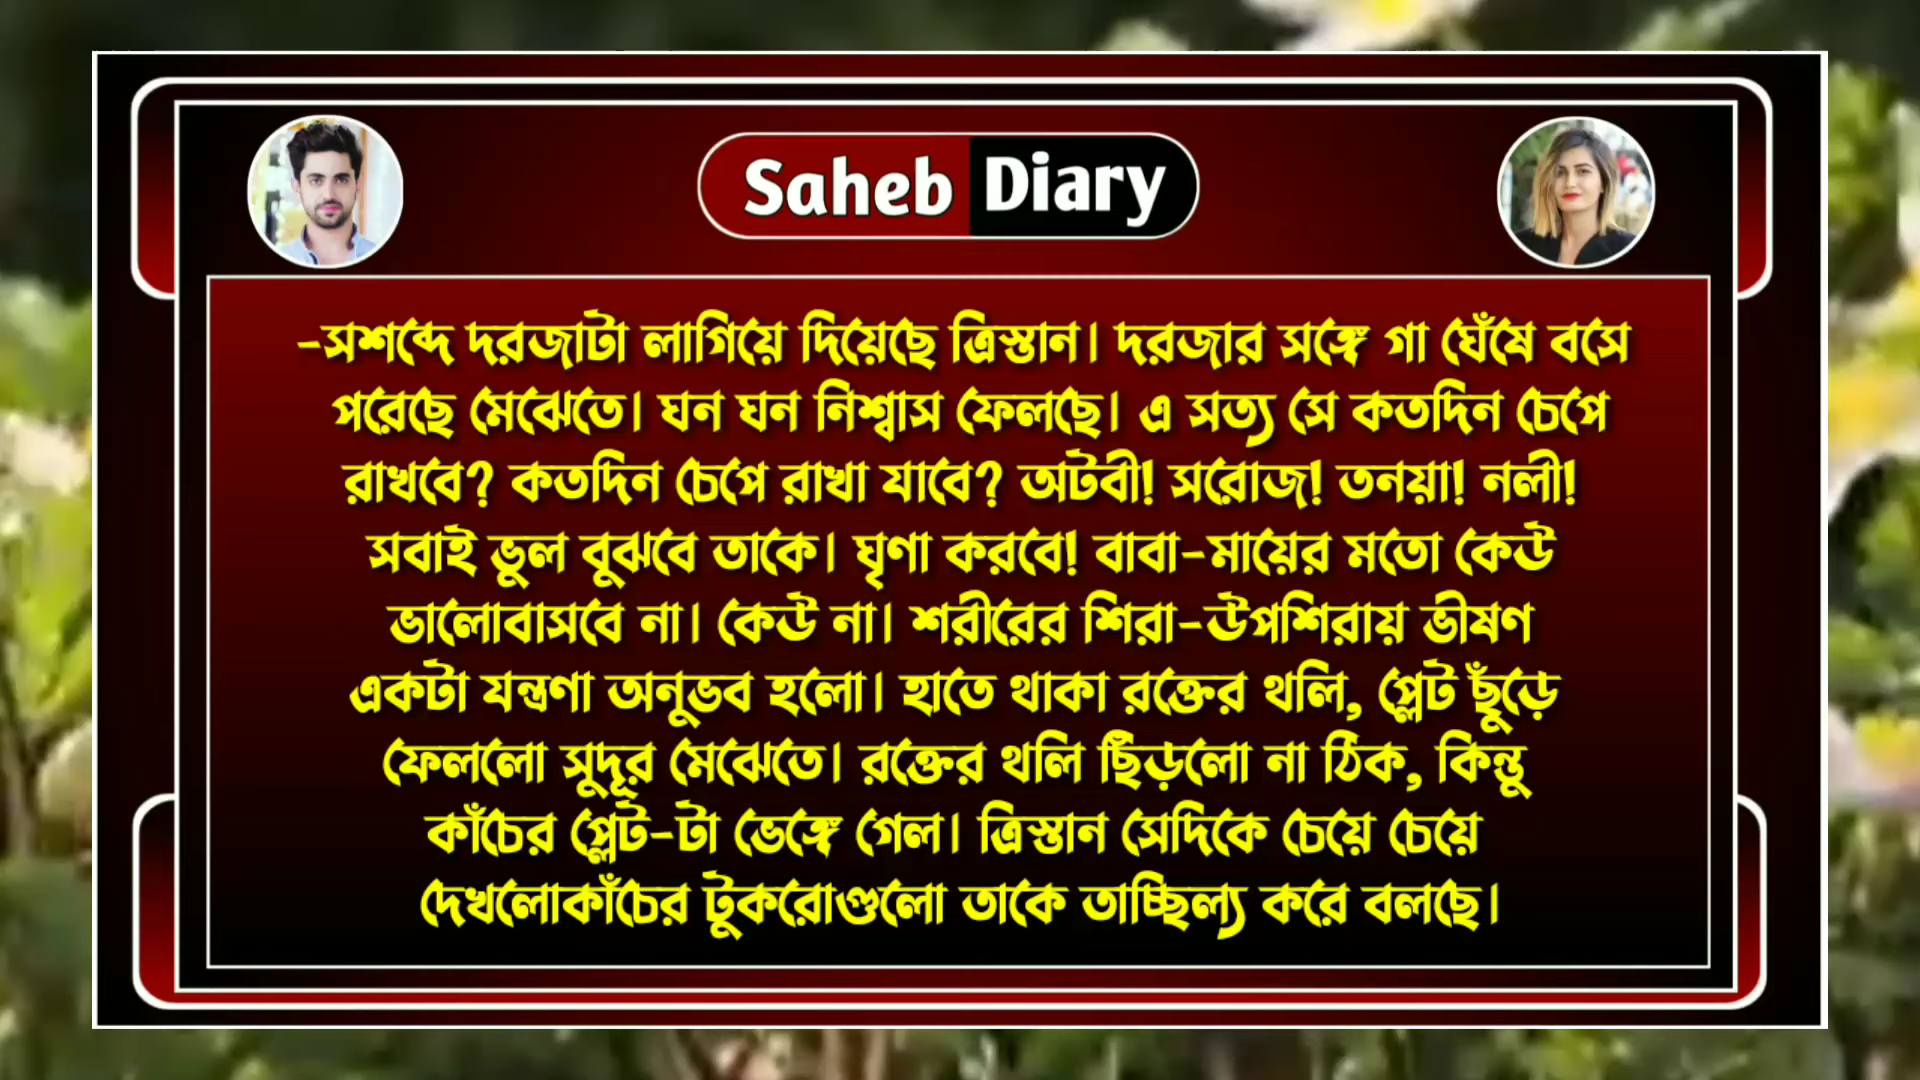 Saheb Diary
-সশব্দে দরজাটা লাগিয়ে দিয়েছে ত্রিস্তান। দরজার সঙ্গে গা ঘেঁষে বসে
পরেছে মেঝেতে। ঘন ঘন নিশ্বাস ফেলছে। এ সত্য সে কতদিন চেপে
রাখবে? কতদিন চেপে রাখা যাবে? অটবী! সরোজ! তনয়া! নলী!
সবাই ভুল বুঝবে তাকে। ঘৃণা করবে! বাবা-মায়ের মতো কেউ
ভালোবাসবে না। কেউ না। শরীরের শিরা-উপশিরায় ভীষণ
একটা যন্ত্রণা অনুভব হলো। হাতে থাকা রক্তের থলি, প্লেট ছুঁড়ে
ফেললো সুদূর মেঝেতে। রক্তের থলি ছিঁড়লো না ঠিক, কিন্তু
কাঁচের প্লেট-টা ভেঙ্গে গেল। ত্রিস্তান সেদিকে চেয়ে চেয়ে
দেখলোকাঁচের টুকরোগুলো তাকে তাচ্ছিল্য করে বলছে।